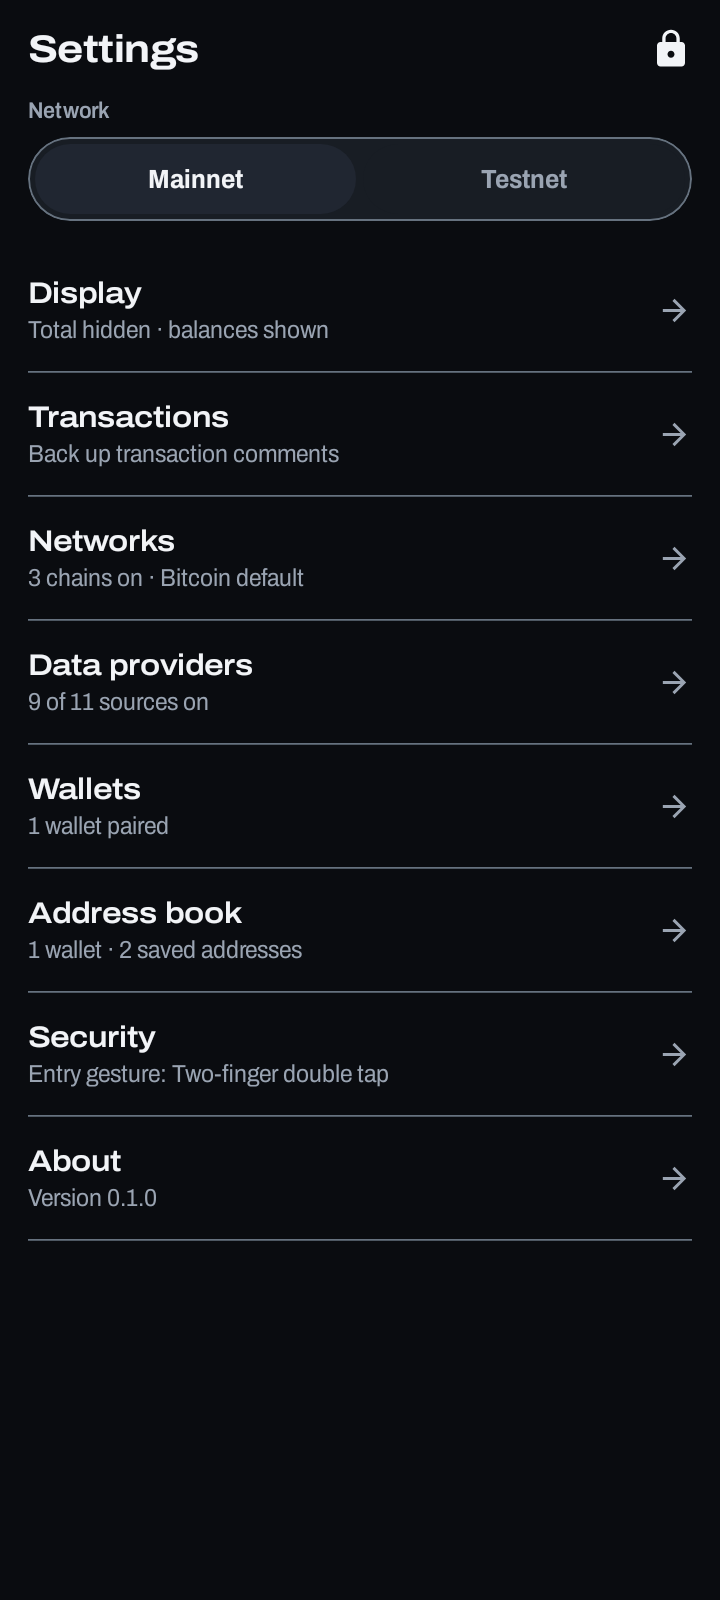 Settings
Network
Mainnet
Testnet
Display
Total hidden · balances shown
Transactions
Back up transaction comments
Networks
3 chains on · Bitcoin default
Data providers
9 of 11 sources on
Wallets
1 wallet paired
Address book
1 wallet · 2 saved addresses
Security
Entry gesture: Two-finger double tap
About
Version 0.1.0